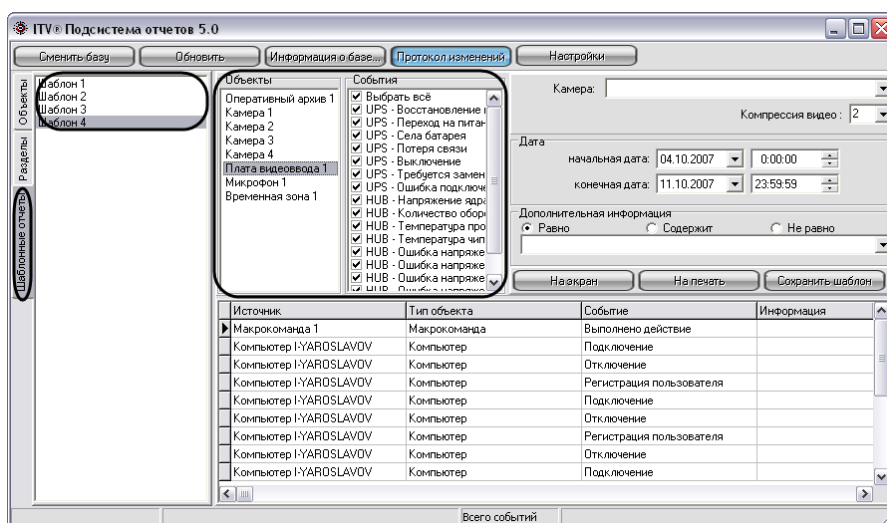 ITV® Подсистема отчетов 5.0
Сменить базу Обновить Информация о базе... Протокол изменений Настройки
Объекты
Разделы
Шаблонные отчеты
Шаблон 1
Шаблон 2
Шаблон 3
Шаблон 4
Объекты
Оперативный архив 1
Камера 1
Камера 2
Камера 3
Камера 4
Плата видеоввода 1
Микрофон 1
Временная зона 1
События
Выбрать всё
UPS - Восстановление
UPS - Переход на питан
UPS - Села батарея
UPS - Потеря связи
UPS - Выключение
UPS - Требуется замен
UPS - Ошибка подключе
HUB - Напряжение ядра
HUB - Количество обор
HUB - Температура про
HUB - Температура чип
HUB - Ошибка напряже
HUB - Ошибка напряже
HUB - Ошибка напряже
Камера:
Компрессия видео : 2
Дата
начальная дата: 04.10.2007 0:00:00
конечная дата: 11.10.2007 23:59:59
Дополнительная информация
Равно Содержит Не равно
На экран На печать Сохранить шаблон
Источник Тип объекта Событие Информация
Макрокоманда 1 Макрокоманда Выполнено действие
Компьютер I-YAROSLAVOV Компьютер Подключение
Компьютер I-YAROSLAVOV Компьютер Отключение
Компьютер I-YAROSLAVOV Компьютер Регистрация пользователя
Компьютер I-YAROSLAVOV Компьютер Подключение
Компьютер I-YAROSLAVOV Компьютер Отключение
Компьютер I-YAROSLAVOV Компьютер Регистрация пользователя
Компьютер I-YAROSLAVOV Компьютер Отключение
Компьютер I-YAROSLAVOV Компьютер Подключение
Всего событий